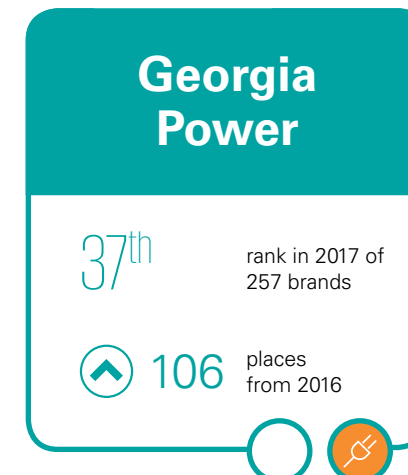 Georgia
Power
37th
rank in 2017 of
257 brands
106
places
from 2016